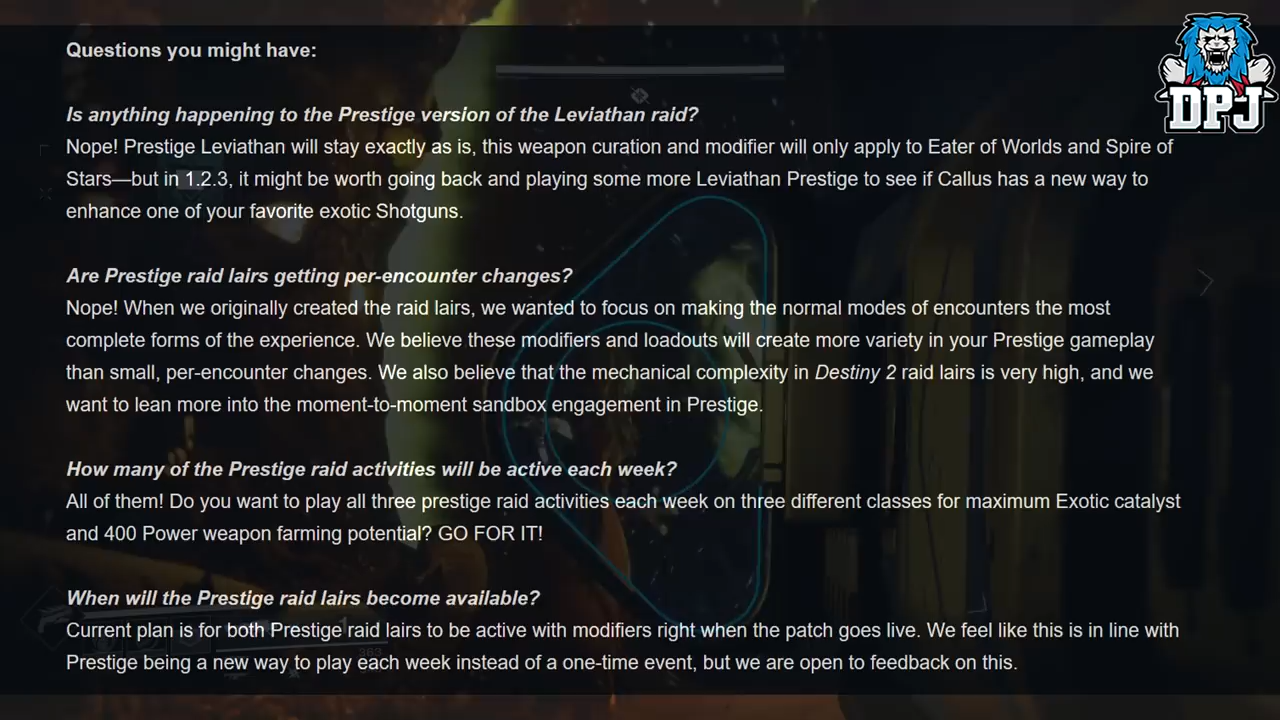 Questions you might have:
DPJ
Is anything happening to the Prestige version of the Leviathan raid?
Nope! Prestige Leviathan will stay exactly as is, this weapon curation and modifier will only apply to Eater of Worlds and Spire of
Stars—but in 1.2.3, it might be worth going back and playing some more Leviathan Prestige to see if Callus has a new way to
enhance one of your favorite exotic Shotguns.
Are Prestige raid lairs getting per-encounter changes?
Nope! When we originally created the raid lairs, we wanted to focus on making the normal modes of encounters the most
complete forms of the experience. We believe these modifiers and loadouts will create more variety in your Prestige gameplay
than small, per-encounter changes. We also believe that the mechanical complexity in Destiny 2 raid lairs is very high, and we
want to lean more into the moment-to-moment sandbox engagement in Prestige.
How many of the Prestige raid activities will be active each week?
All of them! Do you want to play all three prestige raid activities each week on three different classes for maximum Exotic catalyst
and 400 Power weapon farming potential? GO FOR IT!
When will the Prestige raid lairs become available?
Current plan is for both Prestige raid lairs to be active with modifiers right when the patch goes live. We feel like this is in line with
Prestige being a new way to play each week instead of a one-time event, but we are open to feedback on this.